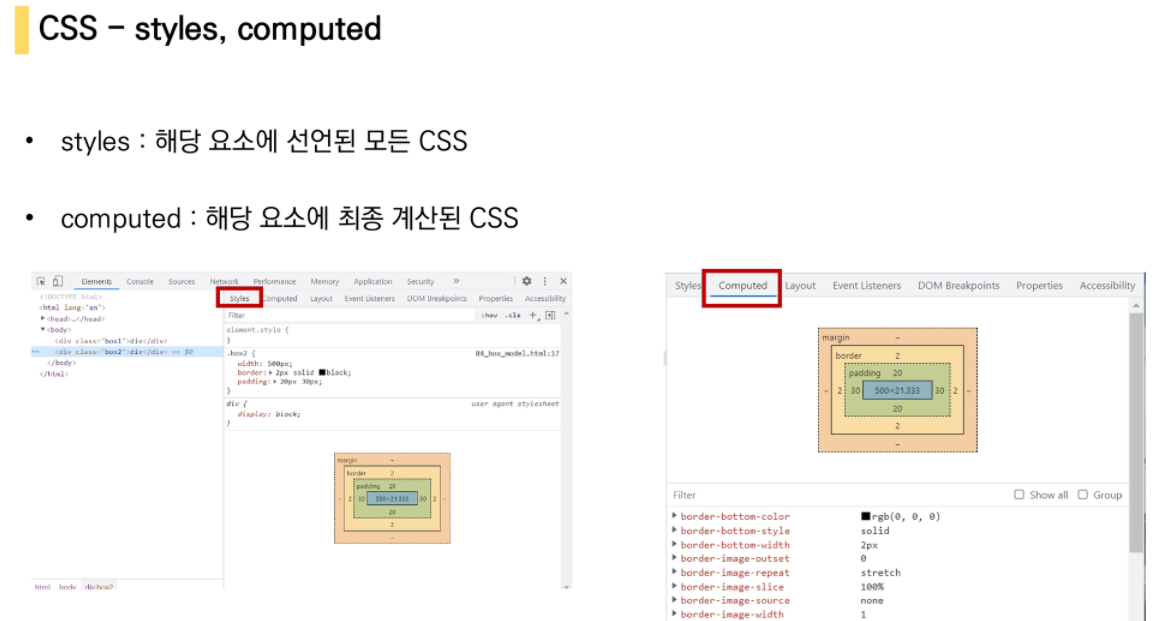 CSS – styles, computed
• styles : 해당 요소에 선언된 모든 CSS
• computed : 해당 요소에 최종 계산된 CSS
Elements Console Sources Network Performance Memory Application Security »
<!DOCTYPE html>
<html lang="en">
▶<head>…</head>
▼<body>
<div class="box1">div</div>
··· <div class="box2">div</div> == $0
</body>
</html>
html body div.box2
Styles Computed Layout Event Listeners DOM Breakpoints Properties Accessibility
Filter :hov .cls +
element.style {
}
.box2 { 04_box_model.html:17
width: 500px;
border:▶ 2px solid black;
padding:▶ 20px 30px;
}
div { user agent stylesheet
display: block;
}
margin –
border 2
padding 20
– 2 30 500×21.333 30 2 –
20
2
–
Styles Computed Layout Event Listeners DOM Breakpoints Properties Accessibility
margin –
border 2
padding 20
– 2 30 500×21.333 30 2 –
20
2
–
Filter Show all Group
▶ border-bottom-color rgb(0, 0, 0)
▶ border-bottom-style solid
▶ border-bottom-width 2px
▶ border-image-outset 0
▶ border-image-repeat stretch
▶ border-image-slice 100%
▶ border-image-source none
▶ border-image-width 1